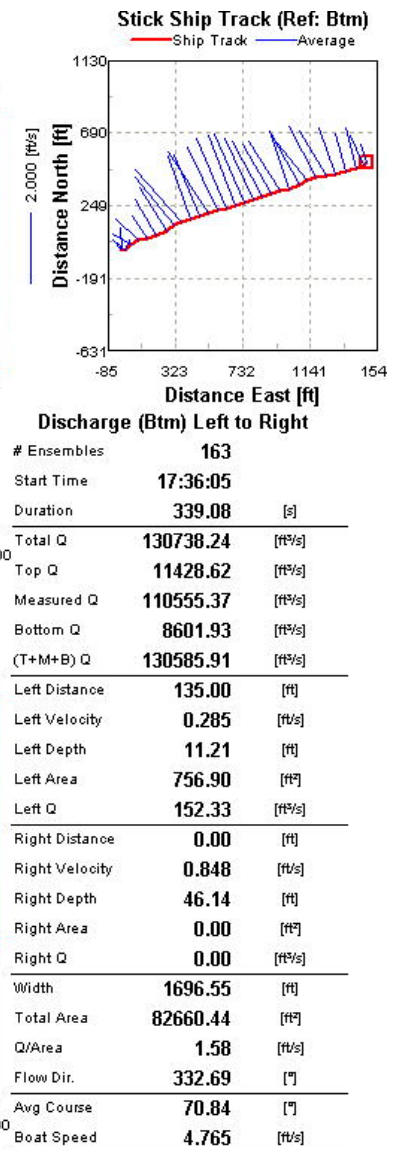 Stick Ship Track (Ref: Btm)
Ship Track Average
1130
690
249
-191
-631
2.000 [ft/s]
Distance North [ft]
-85 323 732 1141 154
Distance East [ft]
Discharge (Btm) Left to Right
# Ensembles 163
Start Time 17:36:05
Duration 339.08 [s]
Total Q 130738.24 [ft³/s]
00
Top Q 11428.62 [ft³/s]
Measured Q 110555.37 [ft³/s]
Bottom Q 8601.93 [ft³/s]
(T+M+B) Q 130585.91 [ft³/s]
Left Distance 135.00 [ft]
Left Velocity 0.285 [ft/s]
Left Depth 11.21 [ft]
Left Area 756.90 [ft²]
Left Q 152.33 [ft³/s]
Right Distance 0.00 [ft]
Right Velocity 0.848 [ft/s]
Right Depth 46.14 [ft]
Right Area 0.00 [ft²]
Right Q 0.00 [ft³/s]
Width 1696.55 [ft]
Total Area 82660.44 [ft²]
Q/Area 1.58 [ft/s]
Flow Dir. 332.69 [°]
Avg Course 70.84 [°]
00
Boat Speed 4.765 [ft/s]